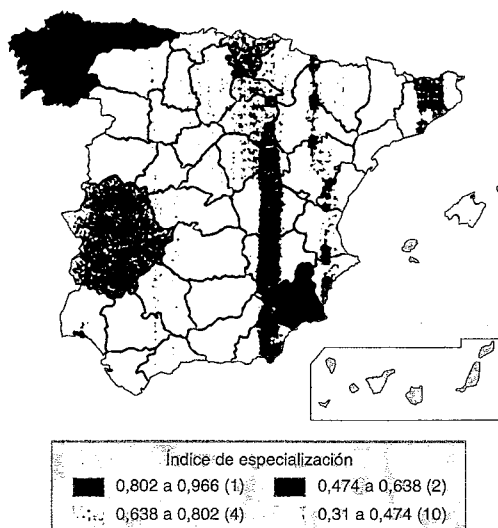 Indice de especialización
0,802 a 0,966 (1) 0,474 a 0,638 (2)
0,638 a 0,802 (4) 0,31 a 0,474 (10)